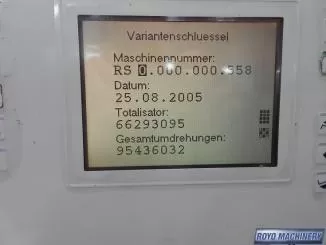 Variantenschluessel
Maschinennummer:
RS 0.000.000.558
Datum:
25.08.2005
Totalisator:
66293095
Gesamtumdrehungen:
95436032
ROYO MACHINERY